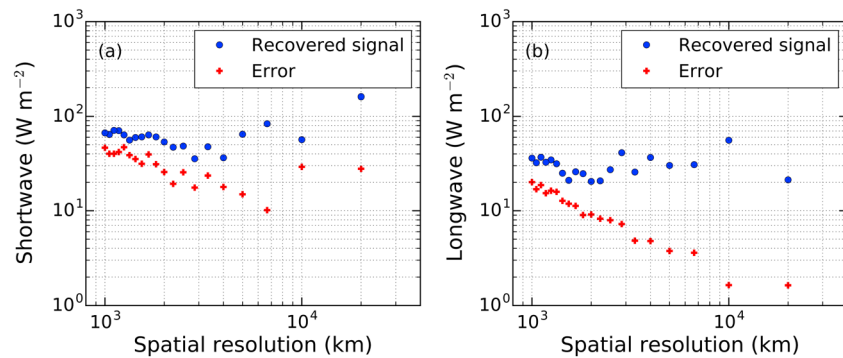 (a)
Recovered signal
Error
10³
10²
10¹
10⁰
Shortwave (W m⁻²)
10³
10⁴
Spatial resolution (km)
(b)
Recovered signal
Error
10³
10²
10¹
10⁰
Longwave (W m⁻²)
10³
10⁴
Spatial resolution (km)